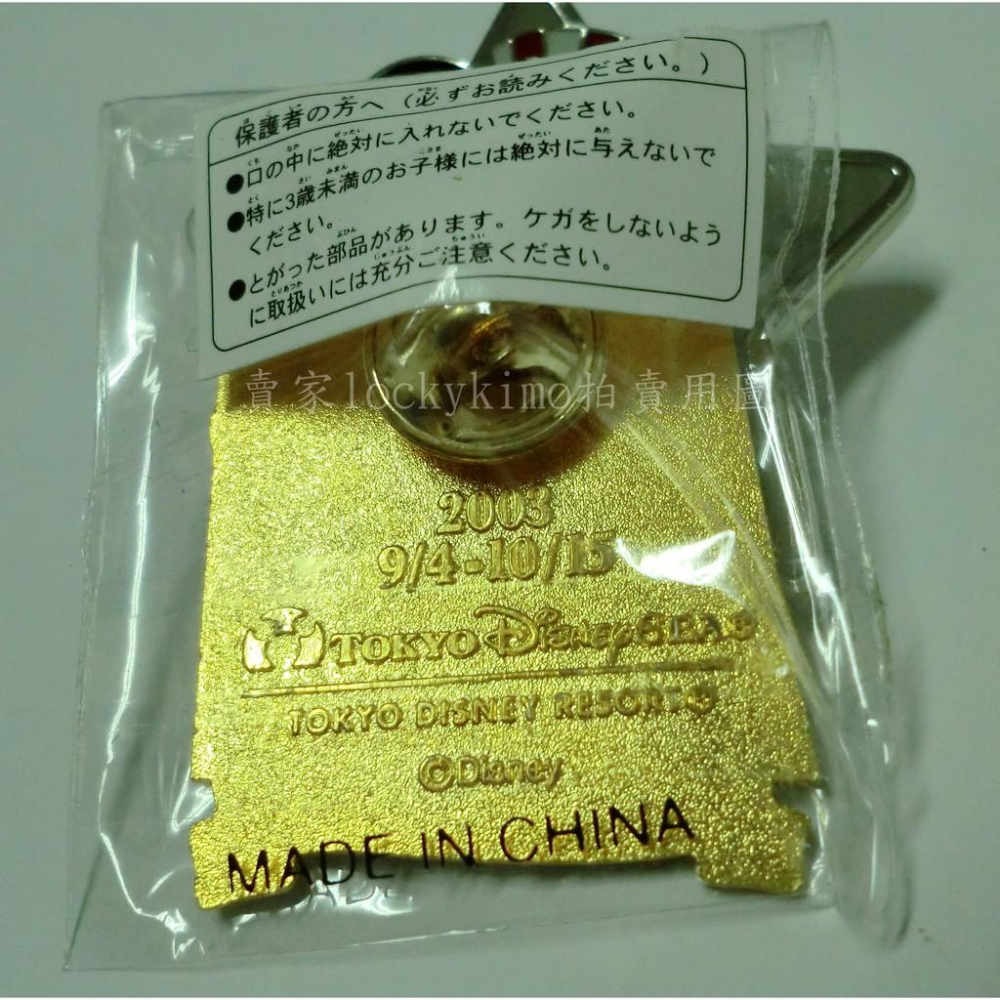 保護者の方へ（必ずお読みください。）
●口の中に絶対に入れないでください。
●特に3歳未満のお子様には絶対に与えないで
ください。
●とがった部品があります。ケガをしないよう
に取扱いには充分ご注意ください。
賣家lockykimo拍賣用圖
2003
9/4-10/15
TOKYO DisneySEA®
TOKYO DISNEY RESORT®
©Disney
MADE IN CHINA